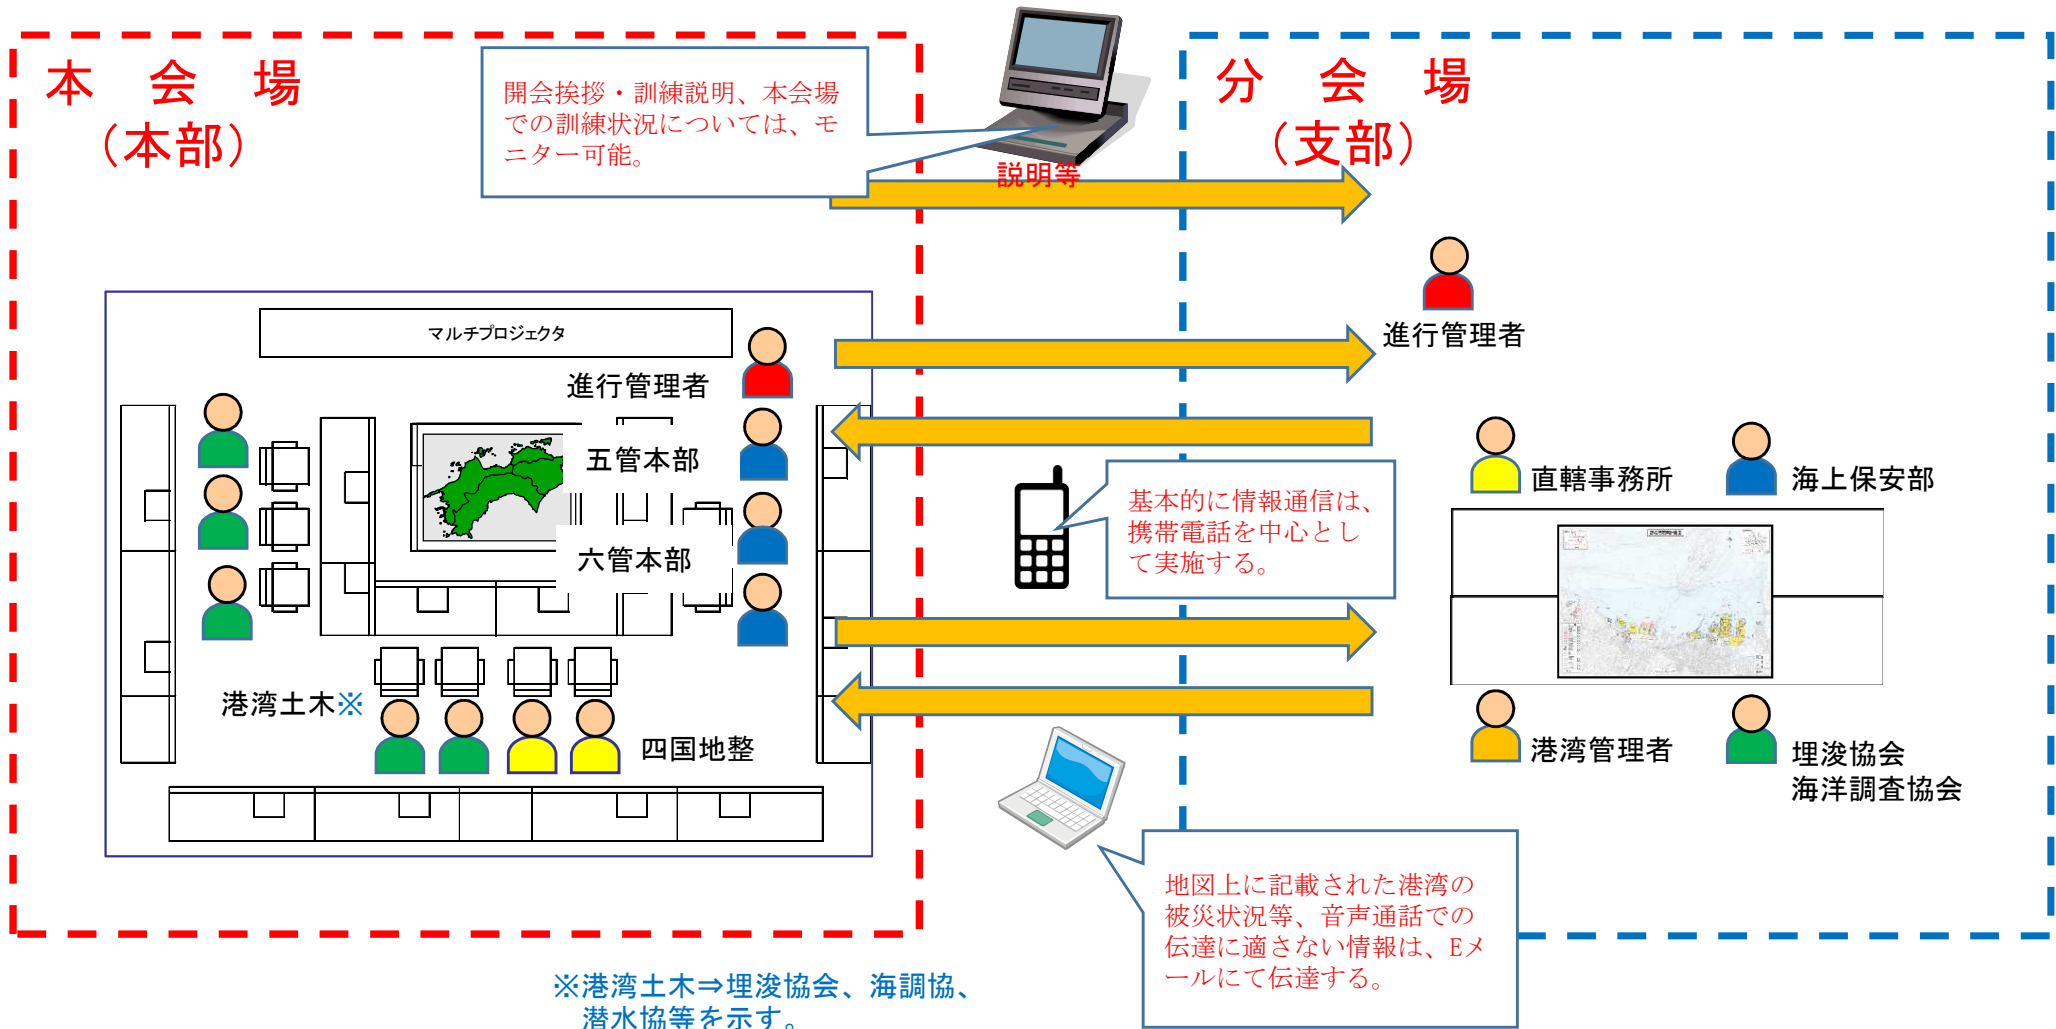 本 会 場
（本部）
開会挨拶・訓練説明、本会場
での訓練状況については、モ
ニター可能。
説明等
分 会 場
（支部）
マルチプロジェクタ
進行管理者
五管本部
六管本部
港湾土木※
四国地整
進行管理者
基本的に情報通信は、
携帯電話を中心とし
て実施する。
直轄事務所
海上保安部
港湾管理者
埋浚協会
海洋調査協会
地図上に記載された港湾の
被災状況等、音声通話での
伝達に適さない情報は、Eメ
ールにて伝達する。
※港湾土木⇒埋浚協会、海調協、
潜水協等を示す。